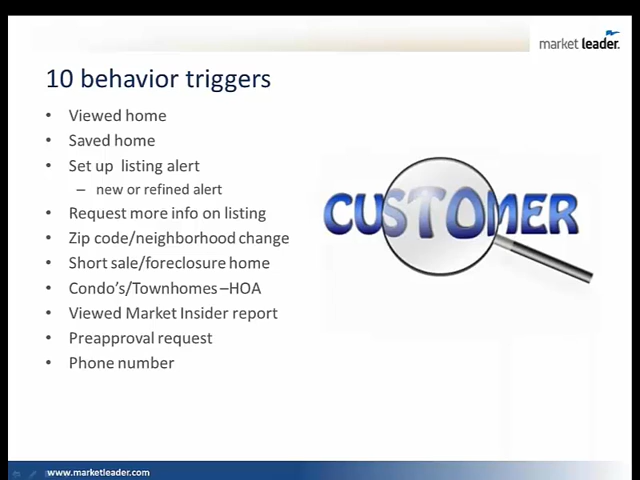 market leader.
10 behavior triggers
• Viewed home
• Saved home
• Set up listing alert
– new or refined alert
• Request more info on listing
• Zip code/neighborhood change
• Short sale/foreclosure home
• Condo's/Townhomes –HOA
• Viewed Market Insider report
• Preapproval request
• Phone number
CUSTOMER
www.marketleader.com